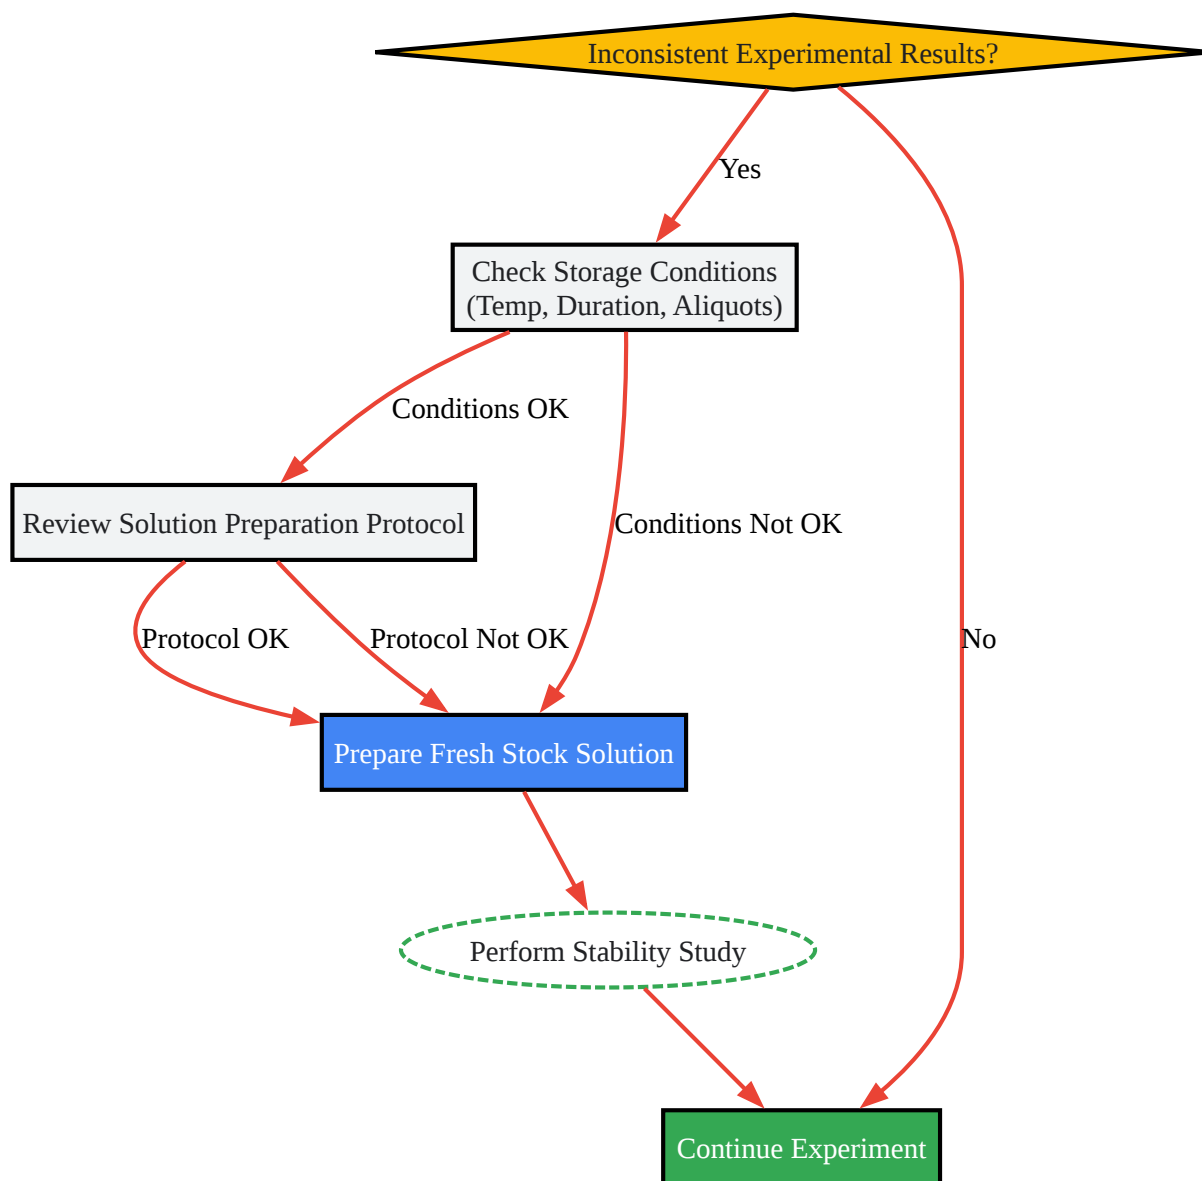 Inconsistent Experimental Results?
Yes
Check Storage Conditions
(Temp, Duration, Aliquots)
Conditions OK
Review Solution Preparation Protocol
Conditions Not OK
Protocol OK
Protocol Not OK
No
Prepare Fresh Stock Solution
Perform Stability Study
Continue Experiment